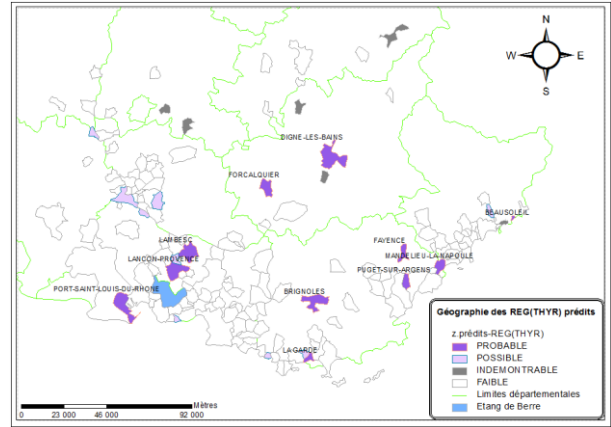 N
W E
S
DIGNE-LES-BAINS
FORCALQUIER
BEAUSOLEIL
LAMBESC
FAYENCE
LANCON-PROVENCE
MANDELIEU-LA-NAPOULE
PUGET-SUR-ARGENS
PORT-SAINT-LOUIS-DU-RHONE
BRIGNOLES
LA GARDE
Géographie des REG(THYR) prédits
z.prédits-REG(THYR)
PROBABLE
POSSIBLE
INDEMONTRABLE
FAIBLE
Limites départementales
Etang de Berre
Mètres
0 23 000 46 000 92 000